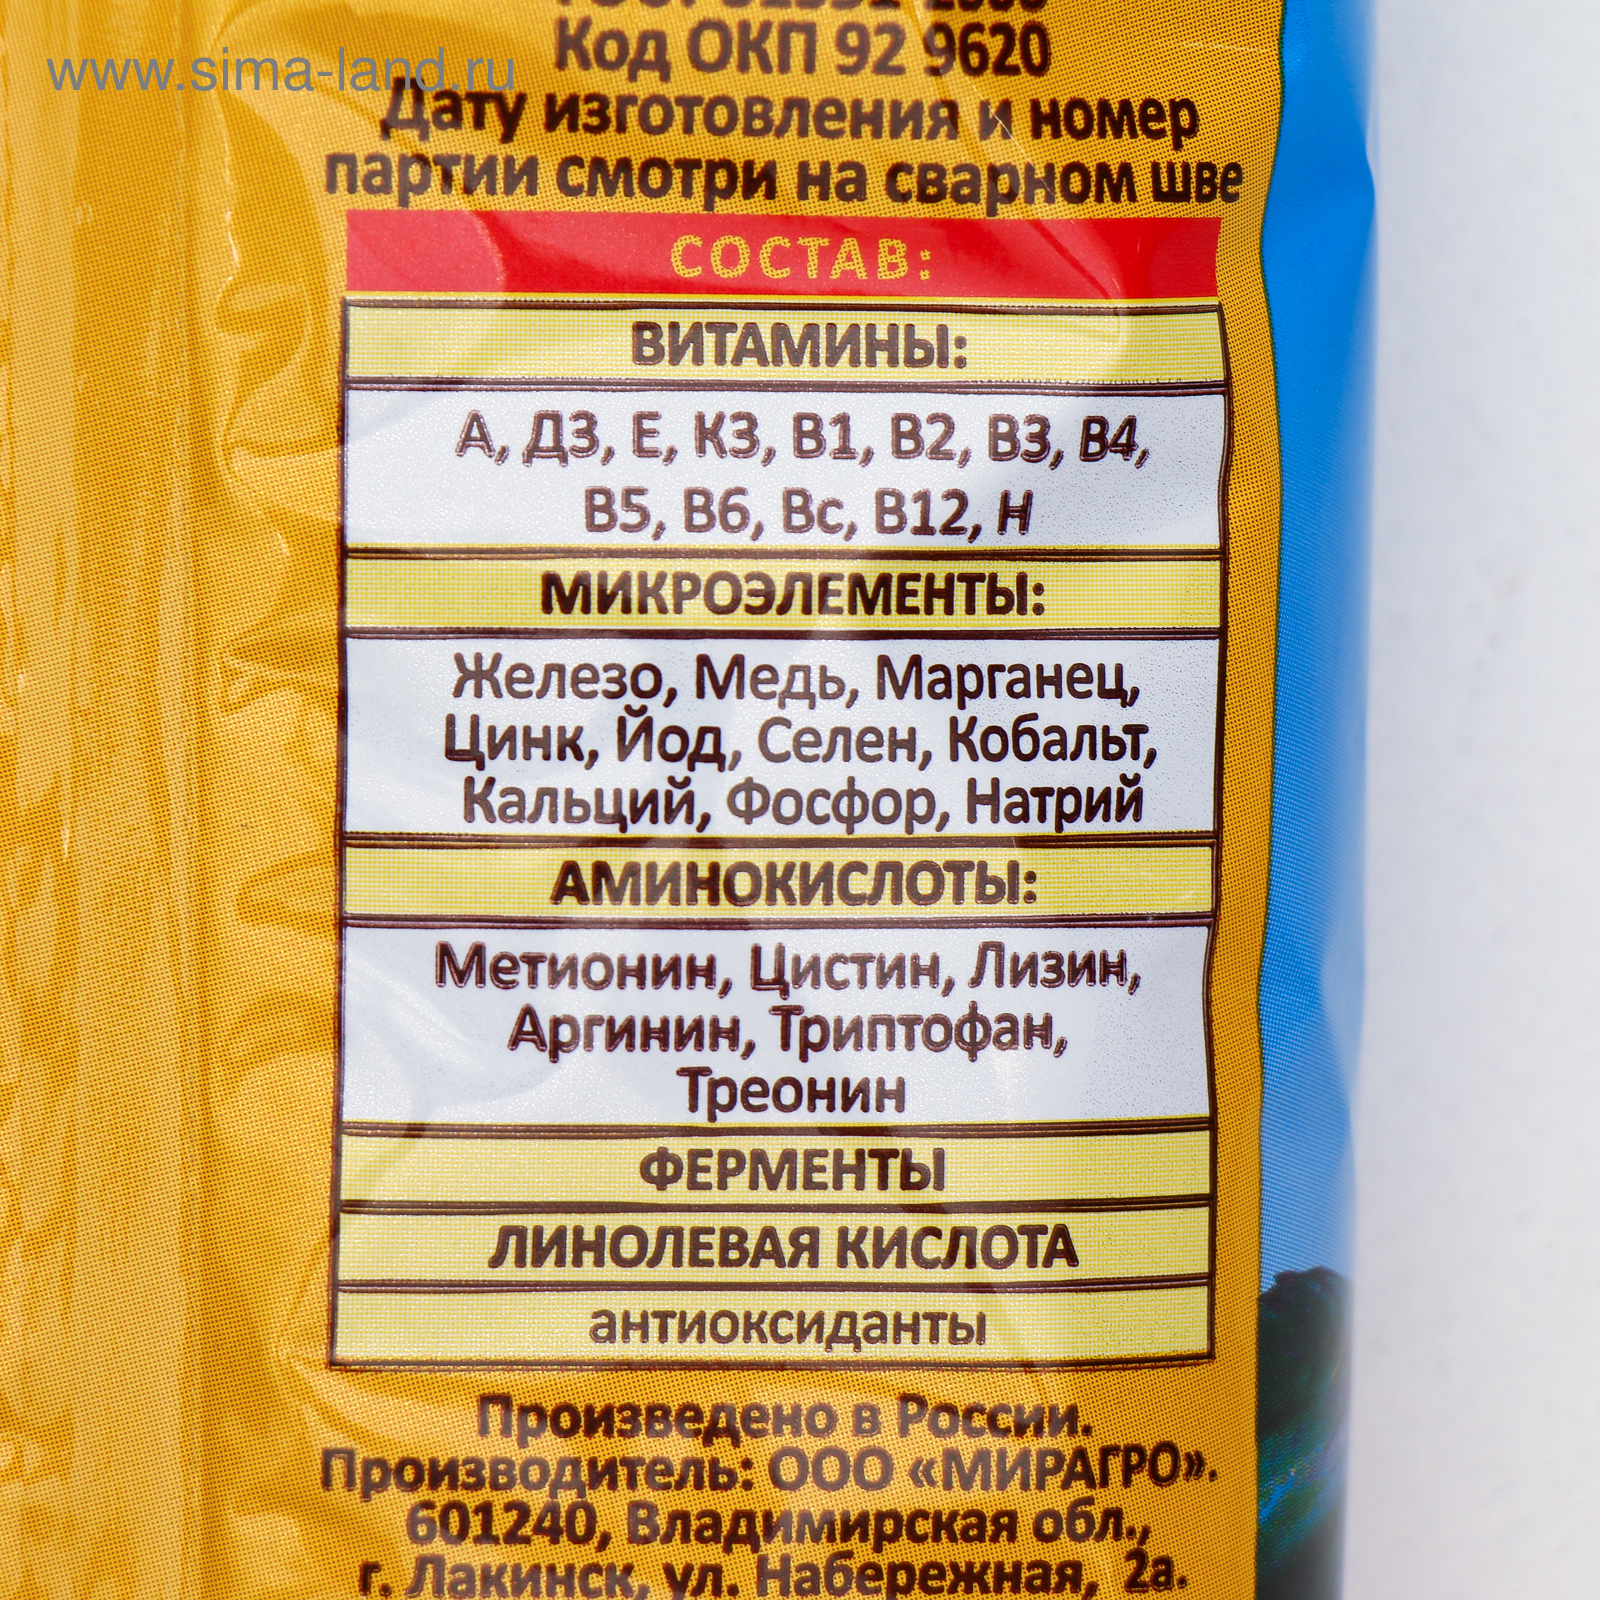 Код ОКП 92 9620
www.sima-land.ru
Дату изготовления и номер
партии смотри на сварном шве
СОСТАВ:
ВИТАМИНЫ:
А, Д3, Е, К3, В1, В2, В3, В4,
В5, В6, Вс, В12, Н
МИКРОЭЛЕМЕНТЫ:
Железо, Медь, Марганец,
Цинк, Йод, Селен, Кобальт,
Кальций, Фосфор, Натрий
АМИНОКИСЛОТЫ:
Метионин, Цистин, Лизин,
Аргинин, Триптофан,
Треонин
ФЕРМЕНТЫ
ЛИНОЛЕВАЯ КИСЛОТА
антиоксиданты
Произведено в России.
Производитель: ООО «МИРАГРО».
601240, Владимирская обл.,
г. Лакинск, ул. Набережная, 2а.